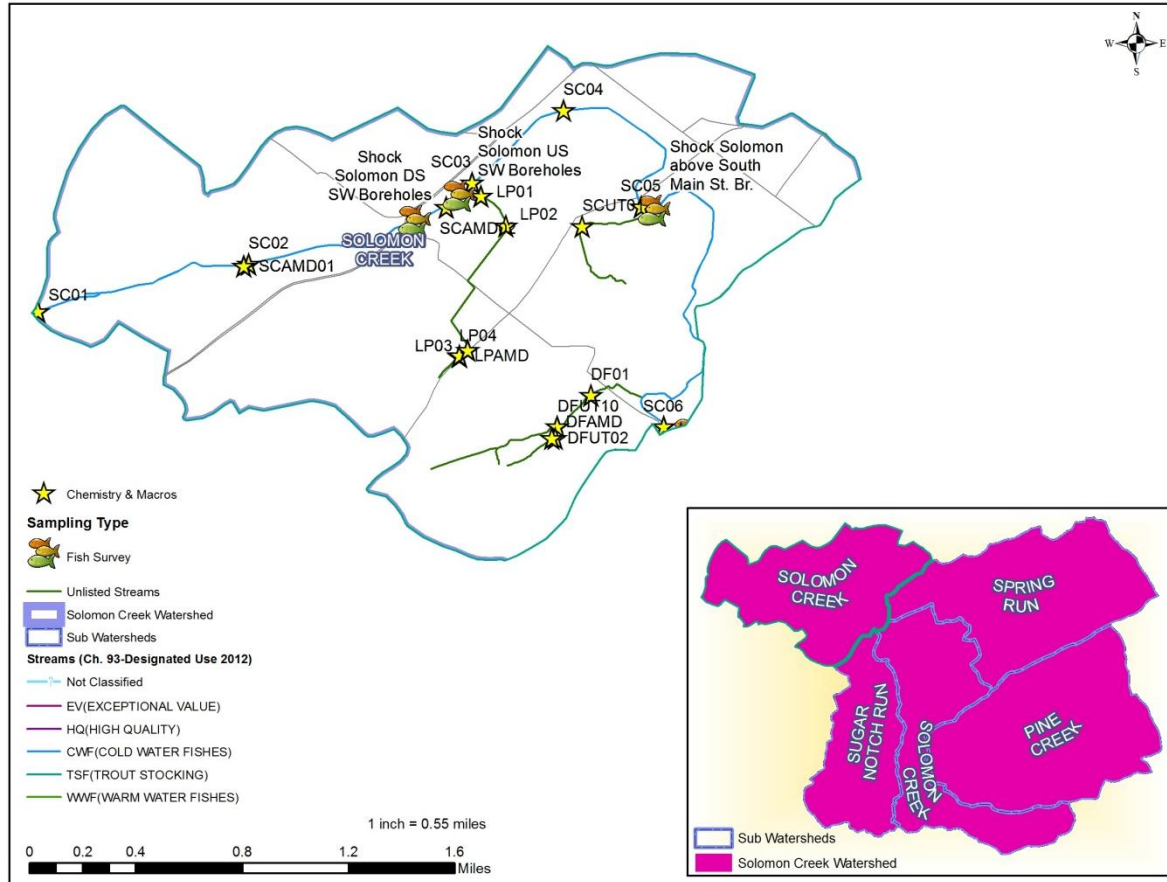 N
W
E
S
SC04
Shock
Solomon US
SW Boreholes
SC03
Shock
Solomon DS
SW Boreholes
Shock Solomon
above South
Main St. Br.
SC05
LP01
LP02
SCUT0
SCAMD
SOLOMON
CREEK
SC02
SCAMD01
SC01
LP04
LP03
LPAMD
DF01
DFUT10
DFAMD
DFUT02
SC06
Chemistry & Macros
Sampling Type
Fish Survey
Unlisted Streams
Solomon Creek Watershed
Sub Watersheds
Streams (Ch. 93-Designated Use 2012)
Not Classified
EV(EXCEPTIONAL VALUE)
HQ(HIGH QUALITY)
CWF(COLD WATER FISHES)
TSF(TROUT STOCKING)
WWF(WARM WATER FISHES)
1 inch = 0.55 miles
0 0.2 0.4 0.8 1.2 1.6
Miles
SOLOMON
CREEK
SPRING
RUN
SUGAR
NOTCH RUN
SOLOMON
CREEK
PINE
CREEK
Sub Watersheds
Solomon Creek Watershed